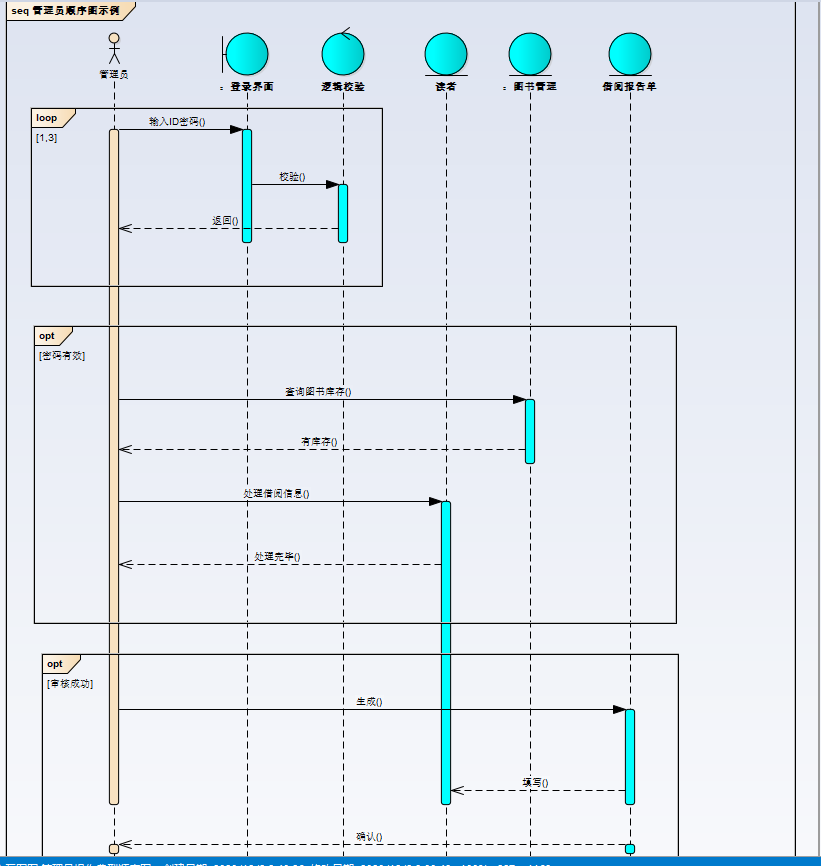 seq 管理员顺序图示例
管理员
: 登录界面
逻辑校验
读者
: 图书管理
借阅报告单
loop
[1,3]
输入ID密码()
校验()
返回()
opt
[密码有效]
查询图书库存()
有库存()
处理借阅信息()
处理完毕()
opt
[审核成功]
生成()
填写()
确认()